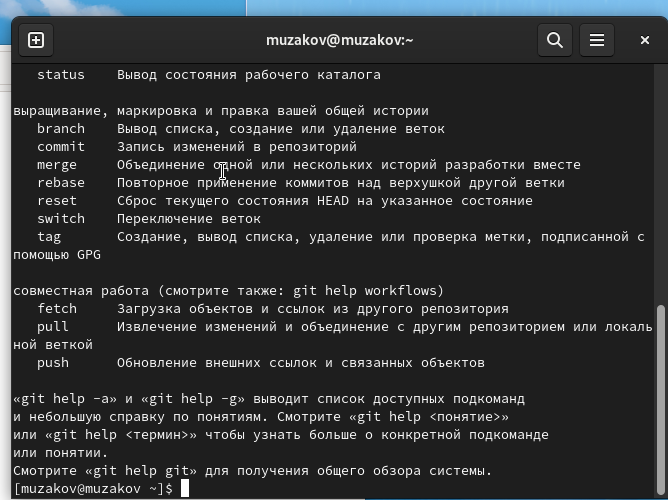 muzakov@muzakov:~
status Вывод состояния рабочего каталога
выращивание, маркировка и правка вашей общей истории
branch Вывод списка, создание или удаление веток
commit Запись изменений в репозиторий
merge Объединение одной или нескольких историй разработки вместе
rebase Повторное применение коммитов над верхушкой другой ветки
reset Сброс текущего состояния HEAD на указанное состояние
switch Переключение веток
tag Создание, вывод списка, удаление или проверка метки, подписанной с
помощью GPG
совместная работа (смотрите также: git help workflows)
fetch Загрузка объектов и ссылок из другого репозитория
pull Извлечение изменений и объединение с другим репозиторием или локаль
ной веткой
push Обновление внешних ссылок и связанных объектов
«git help -a» и «git help -g» выводит список доступных подкоманд
и небольшую справку по понятиям. Смотрите «git help <понятие>»
или «git help <термин>» чтобы узнать больше о конкретной подкоманде
или понятии.
Смотрите «git help git» для получения общего обзора системы.
[muzakov@muzakov ~]$